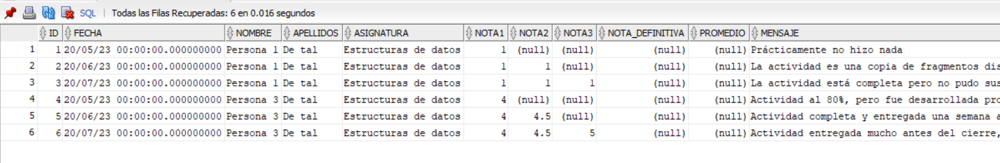 SQL | Todas las Filas Recuperadas: 6 en 0.016 segundos
ID FECHA NOMBRE APELLIDOS ASIGNATURA NOTA1 NOTA2 NOTA3 NOTA_DEFINITIVA PROMEDIO MENSAJE
1 1 20/05/23 00:00:00.000000000 Persona 1 De tal Estructuras de datos 1 (null) (null) (null) (null) Prácticamente no hizo nada
2 2 20/06/23 00:00:00.000000000 Persona 1 De tal Estructuras de datos 1 1 (null) (null) (null) La actividad es una copia de fragmentos dis
3 3 20/07/23 00:00:00.000000000 Persona 1 De tal Estructuras de datos 1 1 1 (null) (null) La actividad está completa pero no pudo sus
4 4 20/05/23 00:00:00.000000000 Persona 3 De tal Estructuras de datos 4 (null) (null) (null) (null) Actividad al 80%, pero fue desarrollada pro
5 5 20/06/23 00:00:00.000000000 Persona 3 De tal Estructuras de datos 4 4.5 (null) (null) (null) Actividad completa y entregada una semana a
6 6 20/07/23 00:00:00.000000000 Persona 3 De tal Estructuras de datos 4 4.5 5 (null) (null) Actividad entregada mucho antes del cierre,